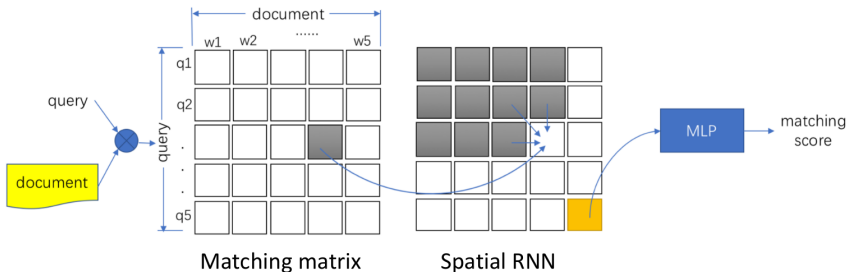 document
w1 w2 ...... w5
q1
q2
query
query
.
.
.
document
q5
MLP
matching
score
Matching matrix
Spatial RNN